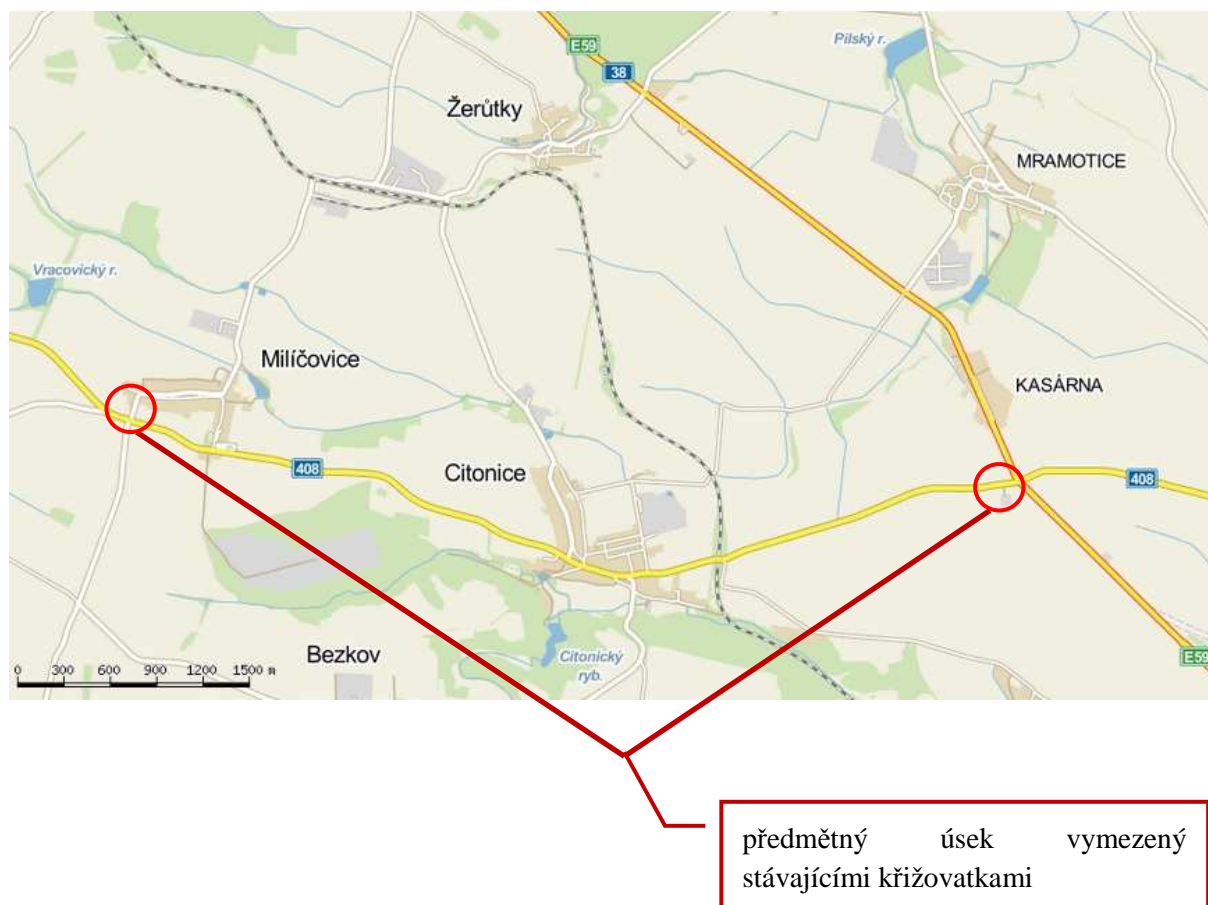 E59
Pilský r.
38
Žerůtky
MRAMOTICE
Vracovický r.
Milíčovice
KASÁRNA
Citonice
408
408
Bezkov
Citonický
ryb.
E59
0 300 600 900 1200 1500 m
předmětný úsek vymezený
stávajícími křižovatkami